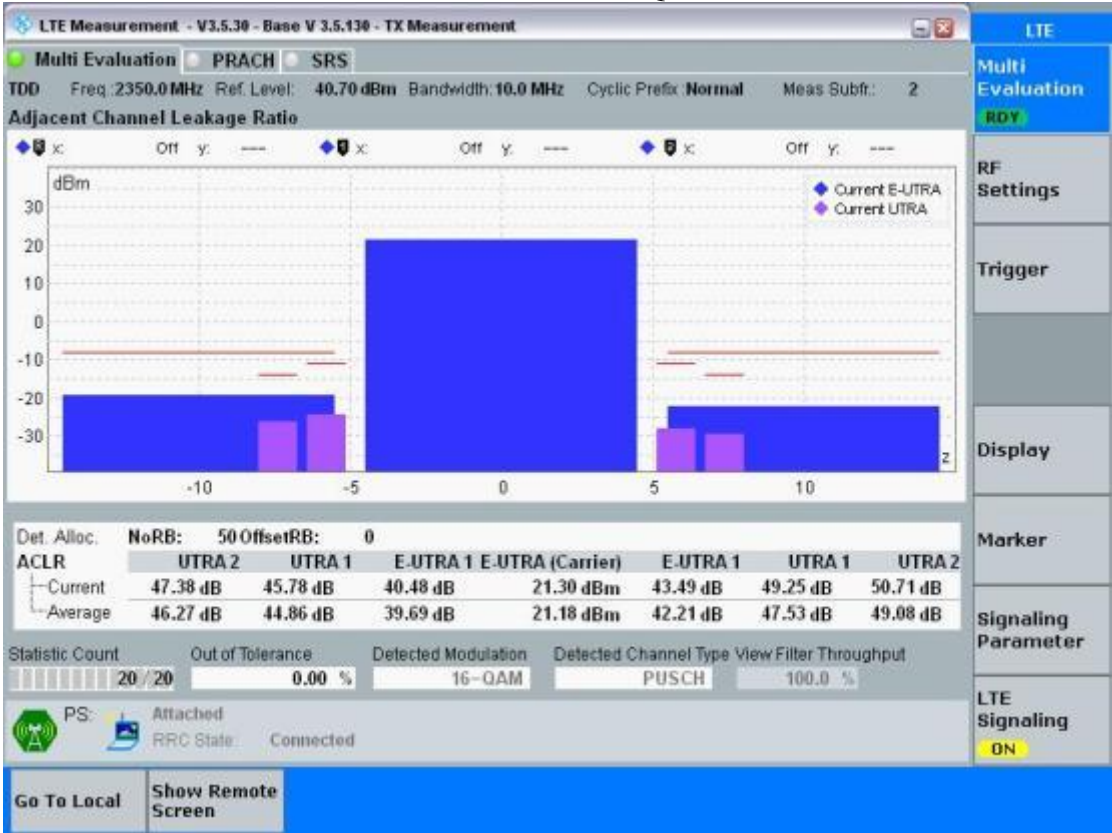 LTE Measurement - V3.5.30 - Base V 3.5.130 - TX Measurement
LTE
Multi Evaluation PRACH SRS
Multi Evaluation
RDY
TDD Freq.:2350.0 MHz Ref. Level: 40.70 dBm Bandwidth:10.0 MHz Cyclic Prefix:Normal Meas Subfr.: 2
Adjacent Channel Leakage Ratio
x: Off y: --- x: Off y: --- x: Off y: ---
dBm
Current E-UTRA
Current UTRA
30
20
10
0
-10
-20
-30
z
-10 -5 0 5 10
RF
Settings
Trigger
Display
Marker
Signaling
Parameter
LTE
Signaling
ON
Det. Alloc. NoRB: 50 OffsetRB: 0
ACLR UTRA 2 UTRA 1 E-UTRA 1 E-UTRA (Carrier) E-UTRA 1 UTRA 1 UTRA 2
Current 47.38 dB 45.78 dB 40.48 dB 21.30 dBm 43.49 dB 49.25 dB 50.71 dB
Average 46.27 dB 44.86 dB 39.69 dB 21.18 dBm 42.21 dB 47.53 dB 49.08 dB
Statistic Count Out of Tolerance Detected Modulation Detected Channel Type View Filter Throughput
20 / 20 0.00 % 16-QAM PUSCH 100.0 %
PS: Attached
RRC State: Connected
Go To Local
Show Remote
Screen